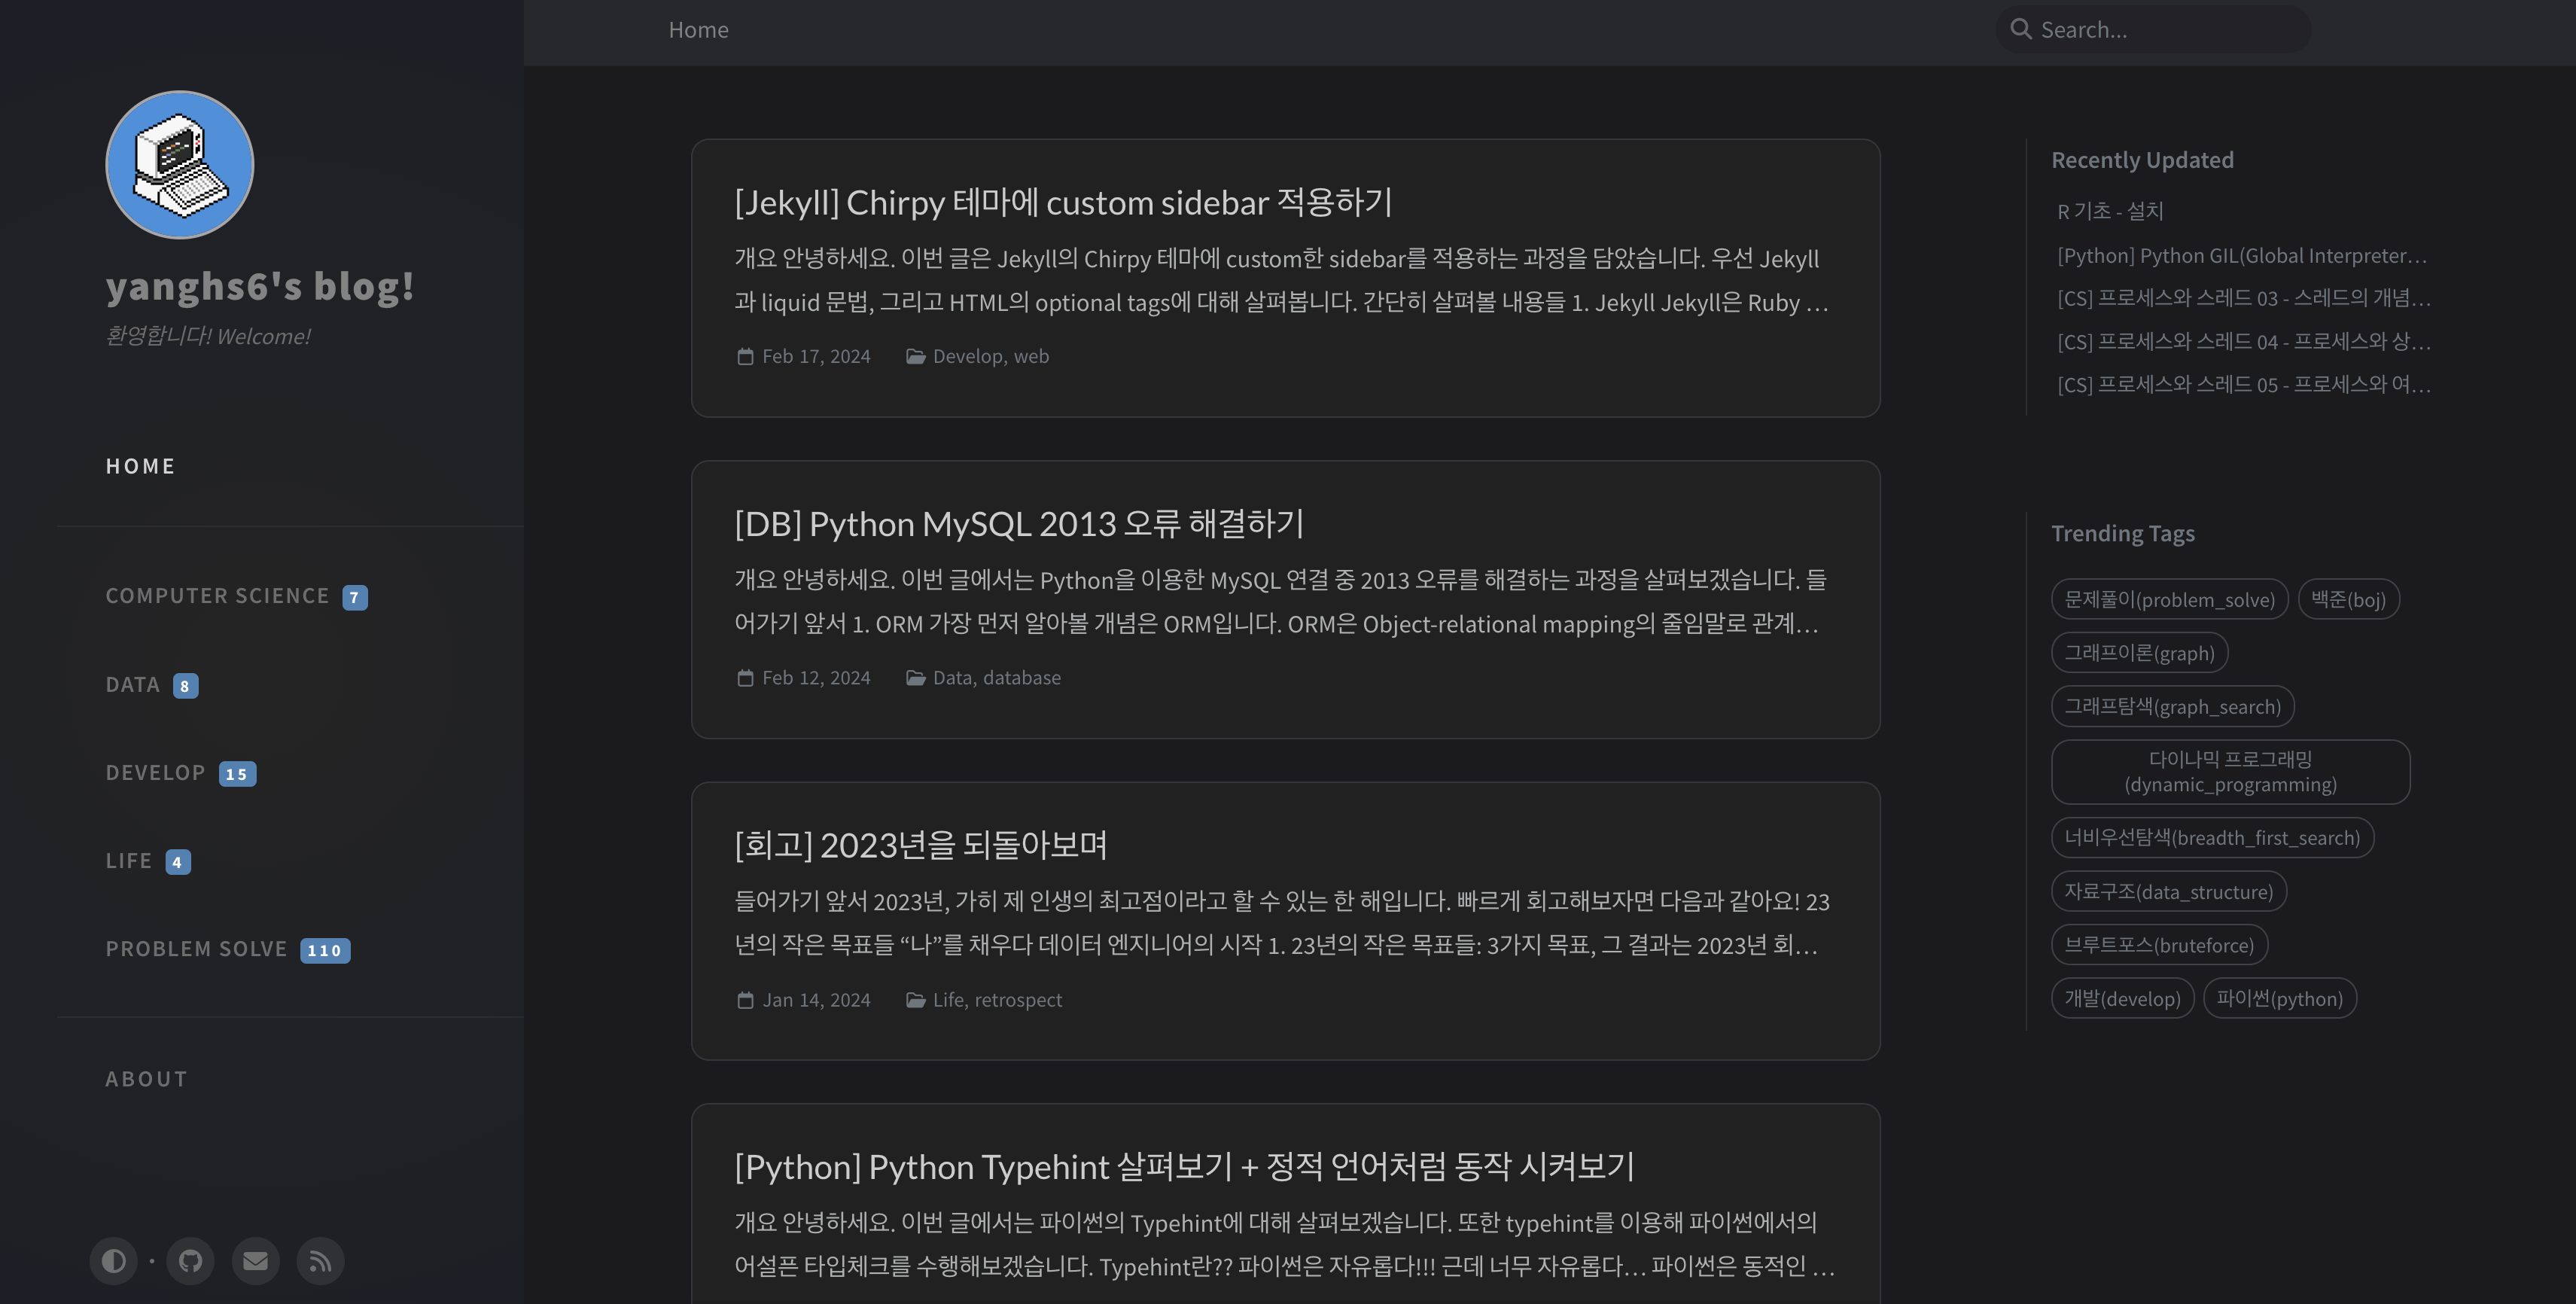 yanghs6's blog!
환영합니다! Welcome!
HOME
COMPUTER SCIENCE 7
DATA 8
DEVELOP 15
LIFE 4
PROBLEM SOLVE 110
ABOUT
Home
Search...
[Jekyll] Chirpy 테마에 custom sidebar 적용하기
개요 안녕하세요. 이번 글은 Jekyll의 Chirpy 테마에 custom한 sidebar를 적용하는 과정을 담았습니다. 우선 Jekyll
과 liquid 문법, 그리고 HTML의 optional tags에 대해 살펴봅니다. 간단히 살펴볼 내용들 1. Jekyll Jekyll은 Ruby …
Feb 17, 2024 Develop, web
[DB] Python MySQL 2013 오류 해결하기
개요 안녕하세요. 이번 글에서는 Python을 이용한 MySQL 연결 중 2013 오류를 해결하는 과정을 살펴보겠습니다. 들
어가기 앞서 1. ORM 가장 먼저 알아볼 개념은 ORM입니다. ORM은 Object-relational mapping의 줄임말로 관계…
Feb 12, 2024 Data, database
[회고] 2023년을 되돌아보며
들어가기 앞서 2023년, 가히 제 인생의 최고점이라고 할 수 있는 한 해입니다. 빠르게 회고해보자면 다음과 같아요! 23
년의 작은 목표들 “나”를 채우다 데이터 엔지니어의 시작 1. 23년의 작은 목표들: 3가지 목표, 그 결과는 2023년 회…
Jan 14, 2024 Life, retrospect
[Python] Python Typehint 살펴보기 + 정적 언어처럼 동작 시켜보기
개요 안녕하세요. 이번 글에서는 파이썬의 Typehint에 대해 살펴보겠습니다. 또한 typehint를 이용해 파이썬에서의
어설픈 타입체크를 수행해보겠습니다. Typehint란?? 파이썬은 자유롭다!!! 근데 너무 자유롭다… 파이썬은 동적인 …
Recently Updated
R 기초 - 설치
[Python] Python GIL(Global Interpreter…
[CS] 프로세스와 스레드 03 - 스레드의 개념…
[CS] 프로세스와 스레드 04 - 프로세스와 상…
[CS] 프로세스와 스레드 05 - 프로세스와 여…
Trending Tags
문제풀이(problem_solve) 백준(boj)
그래프이론(graph)
그래프탐색(graph_search)
다이나믹 프로그래밍
(dynamic_programming)
너비우선탐색(breadth_first_search)
자료구조(data_structure)
브루트포스(bruteforce)
개발(develop) 파이썬(python)